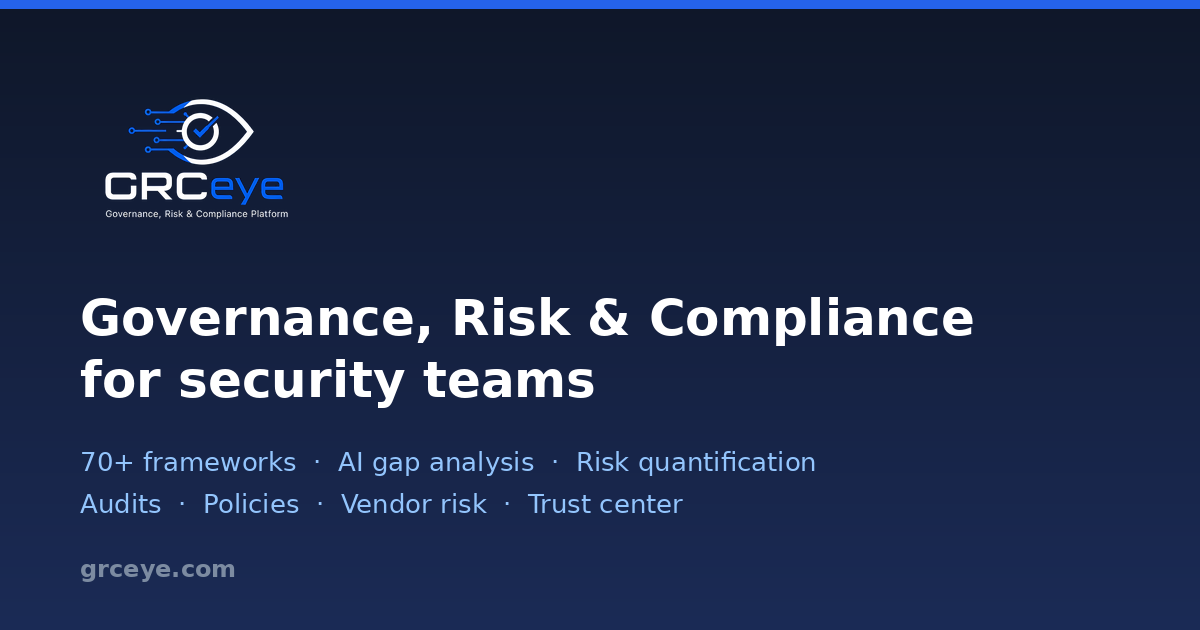 GRCeye
Governance, Risk & Compliance Platform
Governance, Risk & Compliance
for security teams
70+ frameworks · AI gap analysis · Risk quantification
Audits · Policies · Vendor risk · Trust center
grceye.com